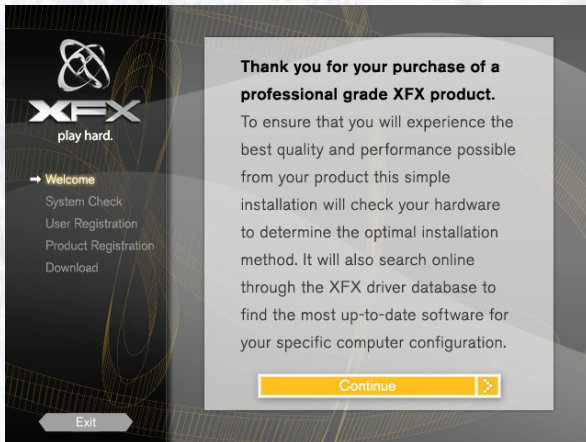 XFX
play hard.
Welcome
System Check
User Registration
Product Registration
Download
Exit
Thank you for your purchase of a
professional grade XFX product.
To ensure that you will experience the
best quality and performance possible
from your product this simple
installation will check your hardware
to determine the optimal installation
method. It will also search online
through the XFX driver database to
find the most up-to-date software for
your specific computer configuration.
Continue